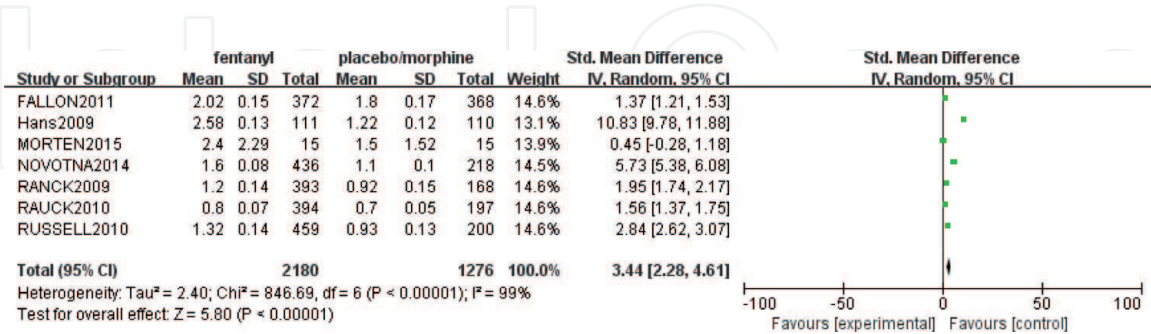 fentanyl placebo/morphine Std. Mean Difference Std. Mean Difference
Study or Subgroup Mean SD Total Mean SD Total Weight IV, Random, 95% CI IV, Random, 95% CI
FALLON2011 2.02 0.15 372 1.8 0.17 368 14.6% 1.37 [1.21, 1.53]
Hans2009 2.58 0.13 111 1.22 0.12 110 13.1% 10.83 [9.78, 11.88]
MORTEN2015 2.4 2.29 15 1.5 1.52 15 13.9% 0.45 [-0.28, 1.18]
NOVOTNA2014 1.6 0.08 436 1.1 0.1 218 14.5% 5.73 [5.38, 6.08]
RANCK2009 1.2 0.14 393 0.92 0.15 168 14.6% 1.95 [1.74, 2.17]
RAUCK2010 0.8 0.07 394 0.7 0.05 197 14.6% 1.56 [1.37, 1.75]
RUSSELL2010 1.32 0.14 459 0.93 0.13 200 14.6% 2.84 [2.62, 3.07]
Total (95% CI) 2180 1276 100.0% 3.44 [2.28, 4.61]
Heterogeneity: Tau² = 2.40; Chi² = 846.69, df = 6 (P < 0.00001); I² = 99%
Test for overall effect: Z = 5.80 (P < 0.00001)
-100 -50 0 50 100
Favours [experimental] Favours [control]